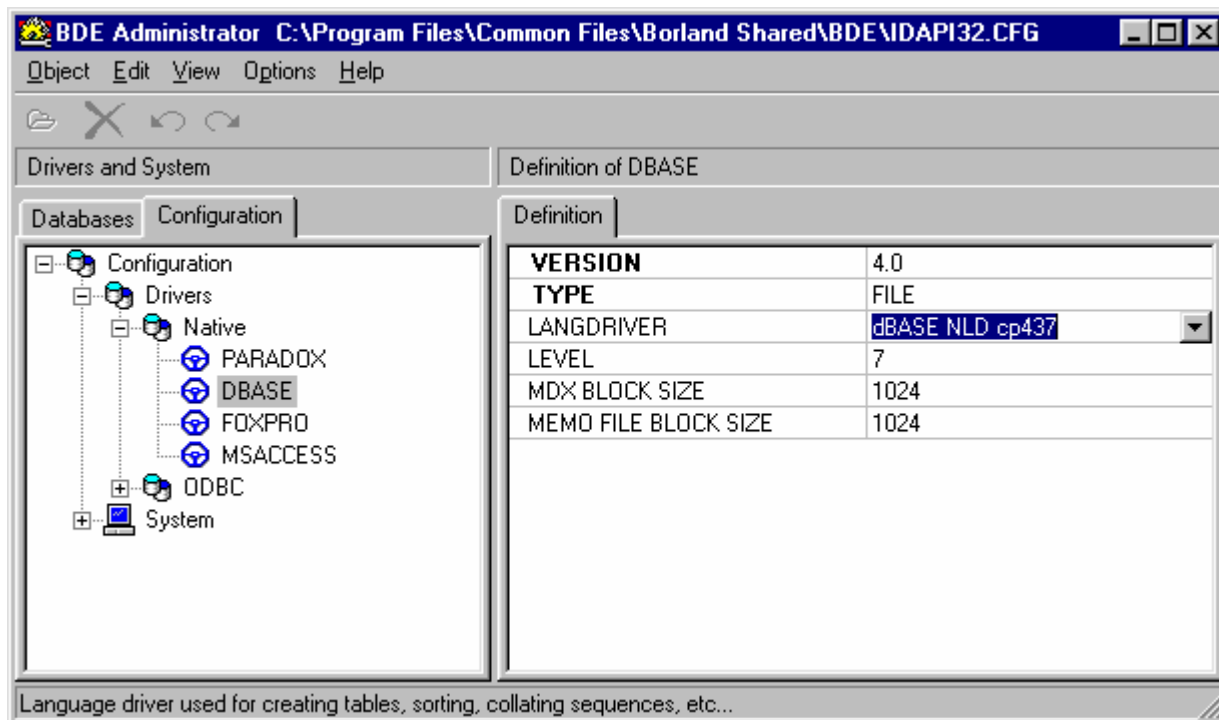 BDE Administrator C:\Program Files\Common Files\Borland Shared\BDE\IDAPI32.CFG
Object Edit View Options Help
Drivers and System
Definition of DBASE
Databases Configuration
Definition
Configuration
Drivers
Native
PARADOX
DBASE
FOXPRO
MSACCESS
ODBC
System
VERSION 4.0
TYPE FILE
LANGDRIVER dBASE NLD cp437
LEVEL 7
MDX BLOCK SIZE 1024
MEMO FILE BLOCK SIZE 1024
Language driver used for creating tables, sorting, collating sequences, etc...